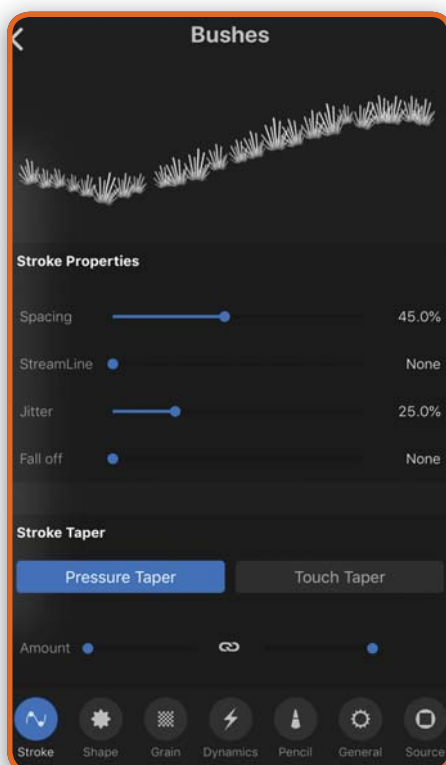 Bushes
Stroke Properties
Spacing 45.0%
StreamLine None
Jitter 25.0%
Fall off None
Stroke Taper
Pressure Taper Touch Taper
Amount
Stroke Shape Grain Dynamics Pencil General Source